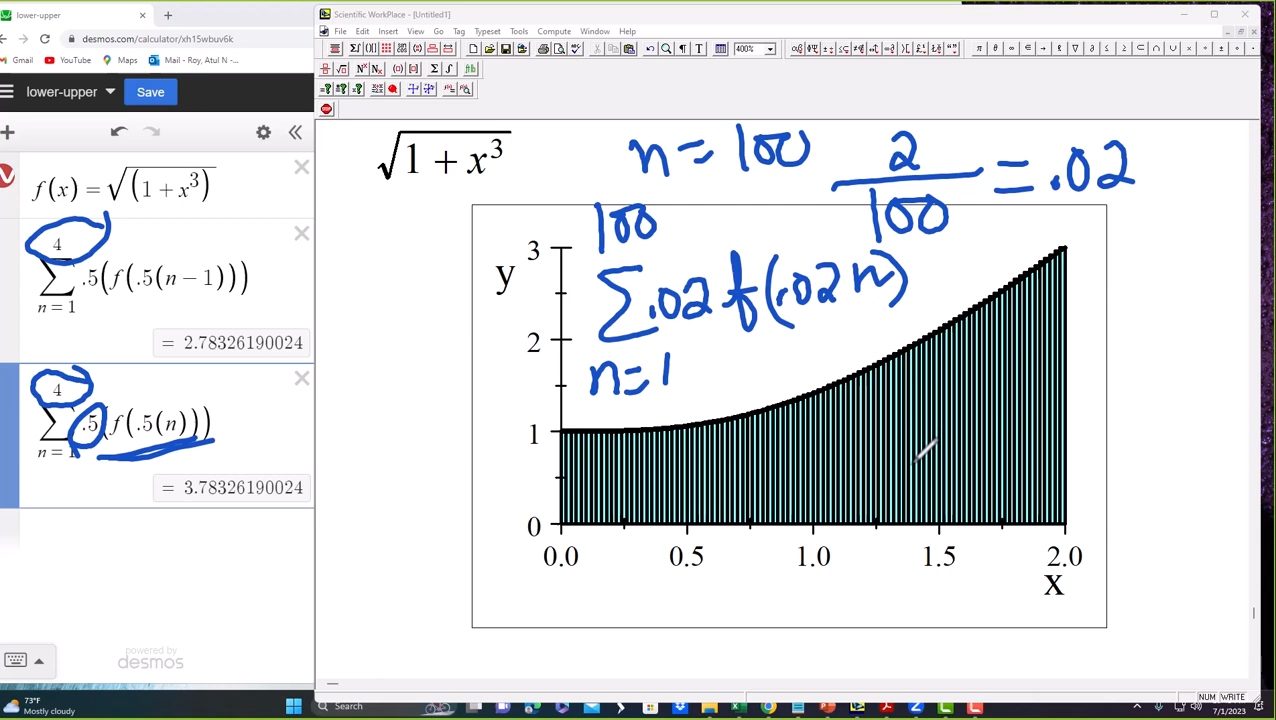 lower-upper
Scientific WorkPlace - [Untitled1]
desmos.com/calculator/xh15wbuv6k
File Edit Insert View Go Tag Typeset Tools Compute Window Help
Gmail YouTube Maps Mail - Roy, Atul N -...
400%
lower-upper Save
f(x) = √(1 + x³)
4
∑ .5(f(.5(n − 1)))
n = 1
= 2.78326190024
4
∑ .5(f(.5(n)))
n = 1
= 3.78326190024
powered by
desmos
√1 + x³
n = 100
2/100 = .02
100
∑ .02 f(.02 n)
n = 1
y
3
2
1
0
0.0 0.5 1.0 1.5 2.0
x
NUM WRITE
73°F
Mostly cloudy
Search
7/1/2023